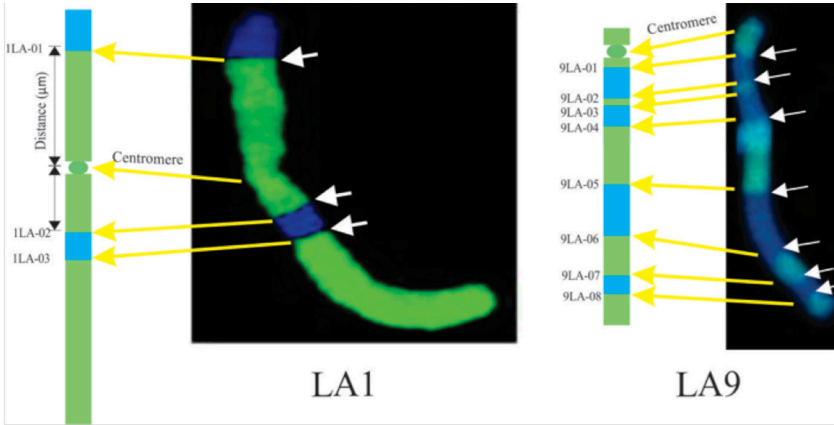 1LA-01
Distance (μm)
Centromere
1LA-02
1LA-03
LA1
Centromere
9LA-01
9LA-02
9LA-03
9LA-04
9LA-05
9LA-06
9LA-07
9LA-08
LA9